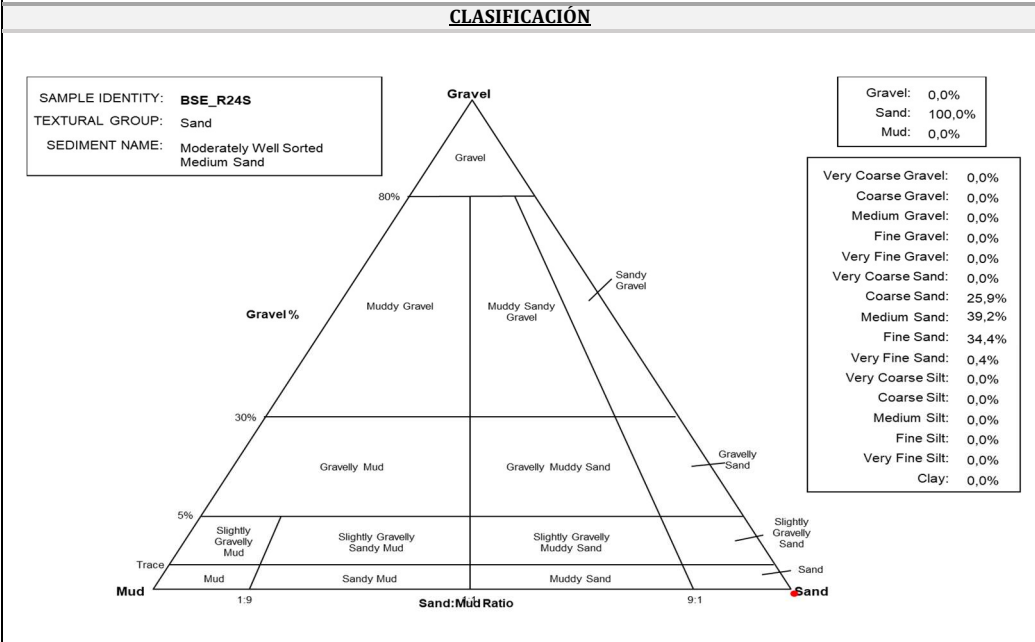 CLASIFICACIÓN
SAMPLE IDENTITY: BSE_R24S
TEXTURAL GROUP: Sand
SEDIMENT NAME: Moderately Well Sorted
Medium Sand
Gravel: 0,0%
Sand: 100,0%
Mud: 0,0%
Very Coarse Gravel: 0,0%
Coarse Gravel: 0,0%
Medium Gravel: 0,0%
Fine Gravel: 0,0%
Very Fine Gravel: 0,0%
Very Coarse Sand: 0,0%
Coarse Sand: 25,9%
Medium Sand: 39,2%
Fine Sand: 34,4%
Very Fine Sand: 0,4%
Very Coarse Silt: 0,0%
Coarse Silt: 0,0%
Medium Silt: 0,0%
Fine Silt: 0,0%
Very Fine Silt: 0,0%
Clay: 0,0%
Gravel
Gravel
80%
Sandy
Gravel
Muddy Gravel
Muddy Sandy
Gravel
Gravel %
30%
Gravelly Mud
Gravelly Muddy Sand
Gravelly
Sand
5%
Slightly
Gravelly
Mud
Slightly Gravelly
Sandy Mud
Slightly Gravelly
Muddy Sand
Slightly
Gravelly
Sand
Trace
Mud
Sandy Mud
Muddy Sand
Sand
Mud
Sand
1:9
Sand:Mud Ratio
9:1